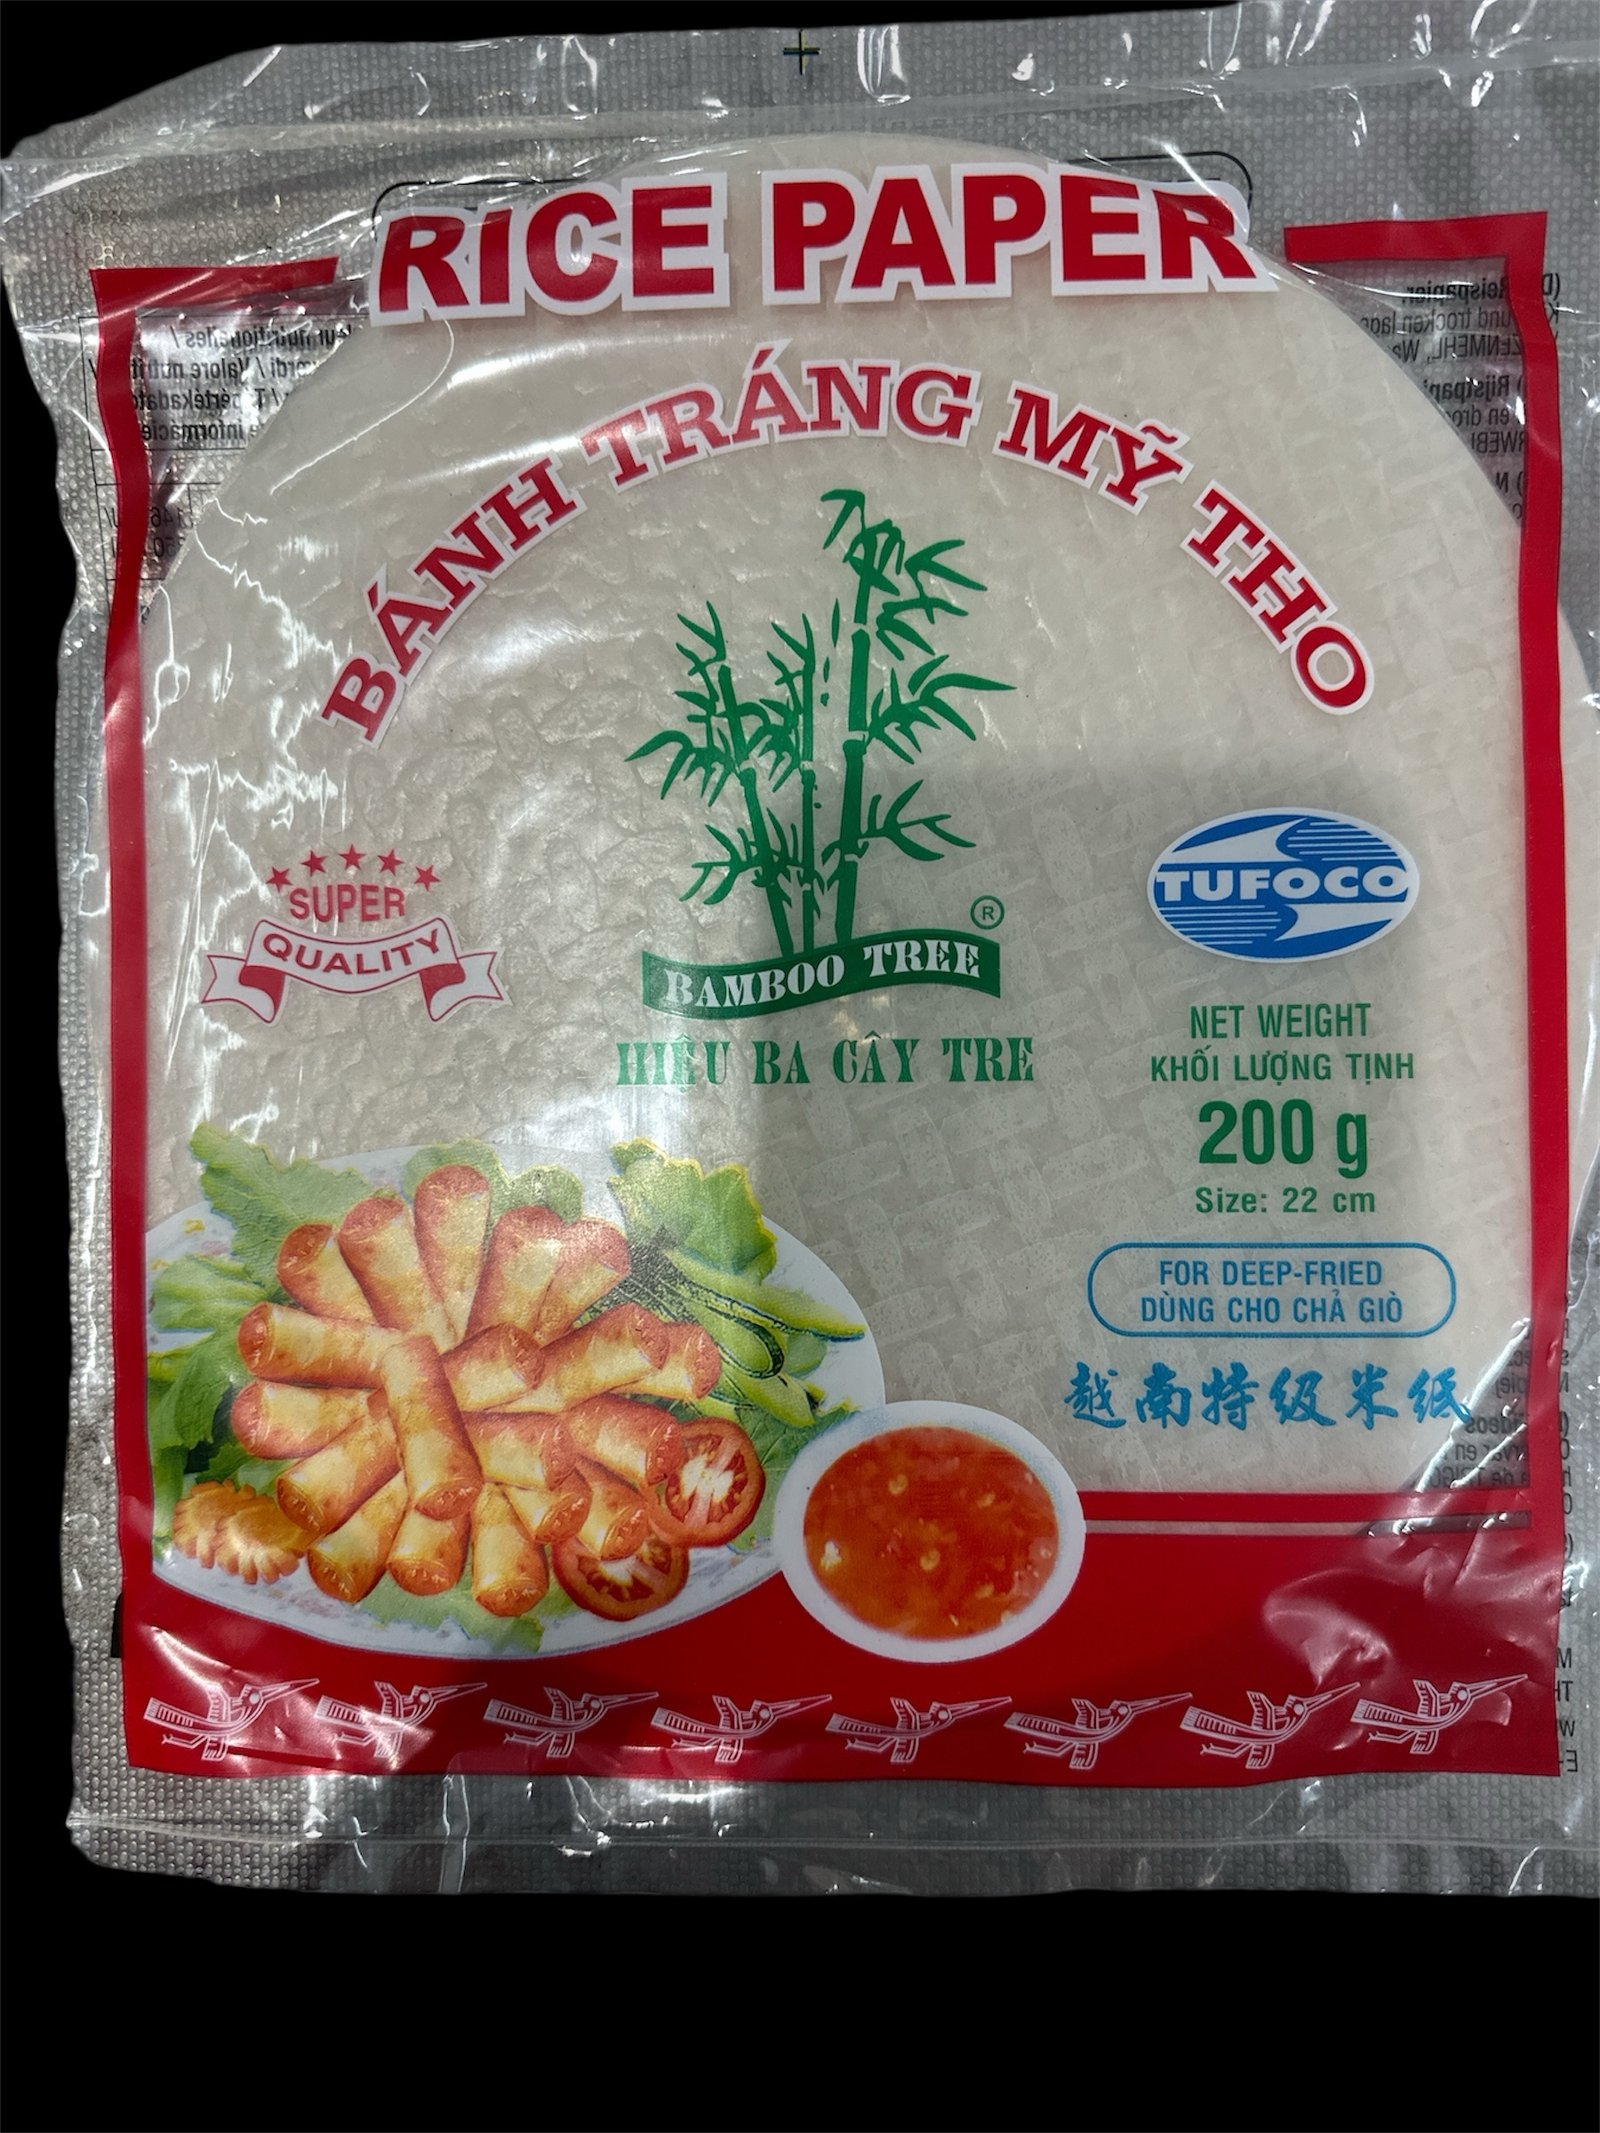 RICE PAPER
BÁNH TRÁNG MỸ THO
SUPER
QUALITY
®
BAMBOO TREE
HIỆU BA CÂY TRE
TUFOCO
NET WEIGHT
KHỐI LƯỢNG TỊNH
200 g
Size: 22 cm
FOR DEEP-FRIED
DÙNG CHO CHẢ GIÒ
越南特级米纸